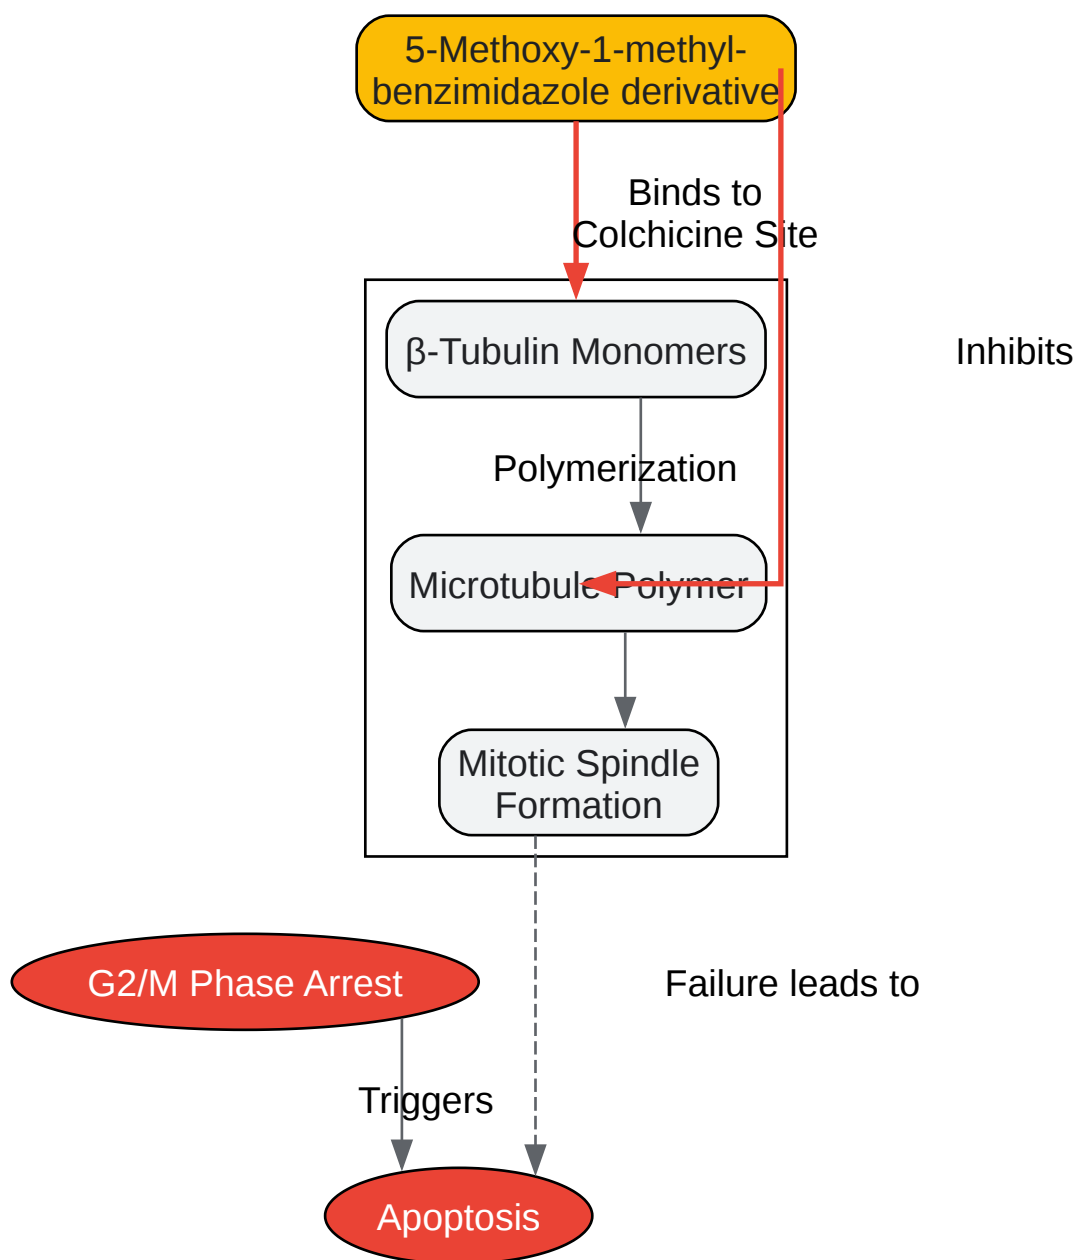 5-Methoxy-1-methyl-
benzimidazole derivative
Binds to
Colchicine Site
β-Tubulin Monomers
Inhibits
Polymerization
Microtubule Polymer
Mitotic Spindle
Formation
G2/M Phase Arrest
Failure leads to
Triggers
Apoptosis